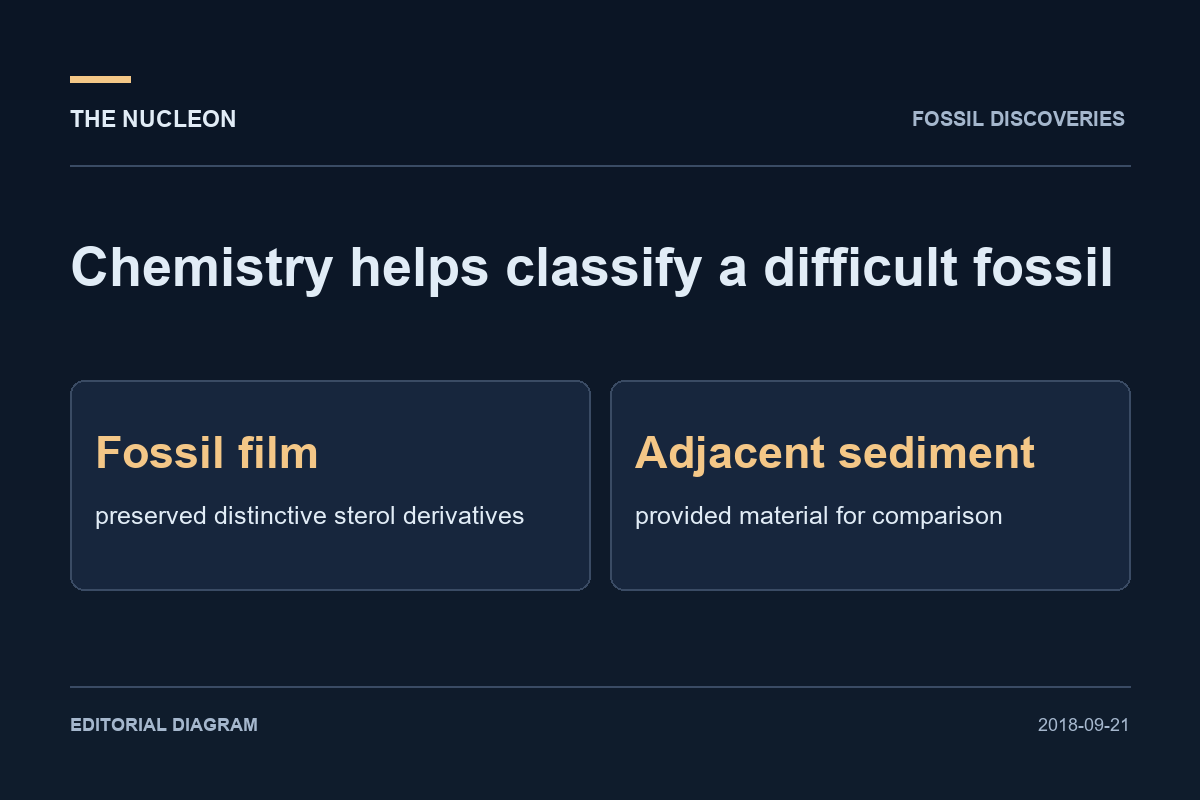 THE NUCLEON
FOSSIL DISCOVERIES
Chemistry helps classify a difficult fossil
Fossil film
preserved distinctive sterol derivatives
Adjacent sediment
provided material for comparison
EDITORIAL DIAGRAM
2018-09-21